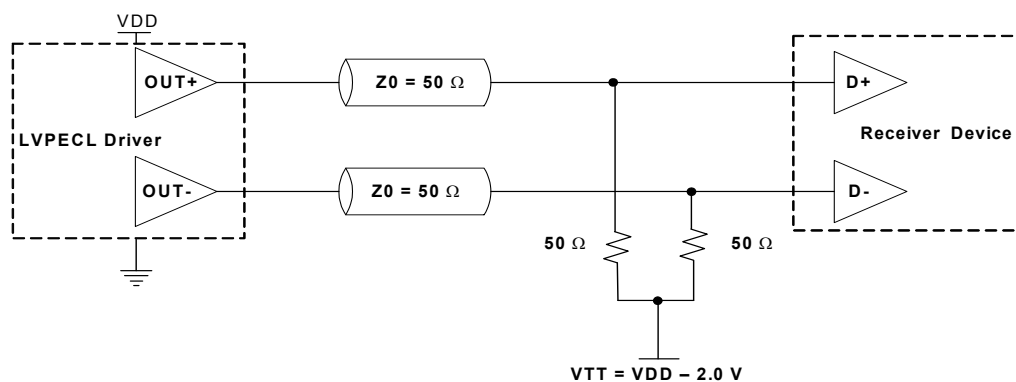 VDD
OUT+
Z0 = 50 Ω
D+
LVPECL Driver
Receiver Device
OUT-
Z0 = 50 Ω
D-
50 Ω
50 Ω
VTT = VDD – 2.0 V